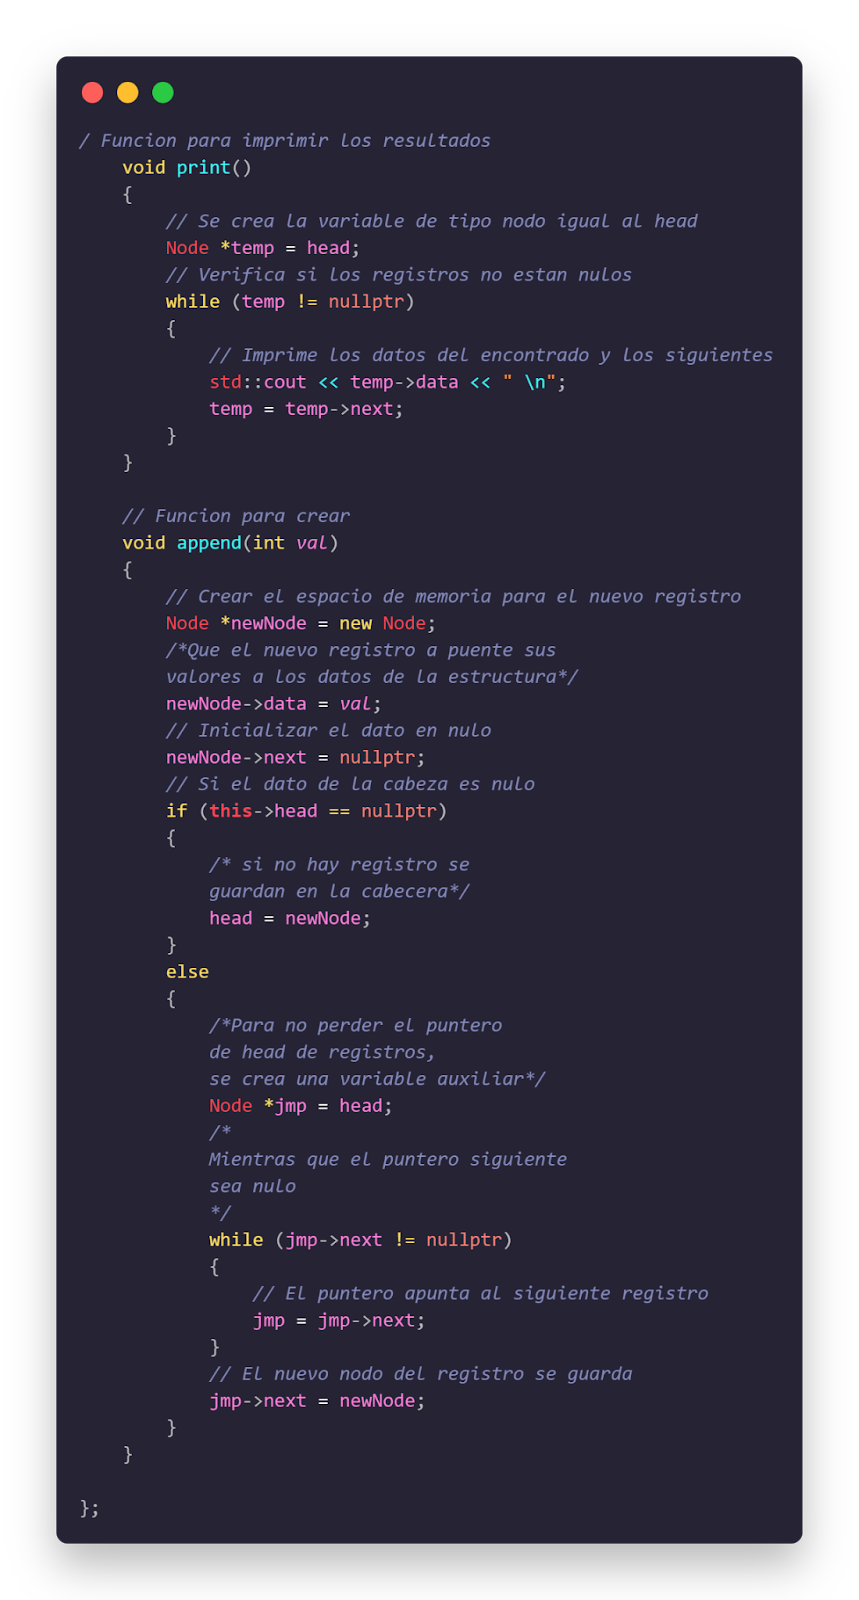 / Funcion para imprimir los resultados
    void print()
    {
        // Se crea la variable de tipo nodo igual al head
        Node *temp = head;
        // Verifica si los registros no estan nulos
        while (temp != nullptr)
        {
            // Imprime los datos del encontrado y los siguientes
            std::cout << temp->data << " \n";
            temp = temp->next;
        }
    }

    // Funcion para crear
    void append(int val)
    {
        // Crear el espacio de memoria para el nuevo registro
        Node *newNode = new Node;
        /*Que el nuevo registro a puente sus
        valores a los datos de la estructura*/
        newNode->data = val;
        // Inicializar el dato en nulo
        newNode->next = nullptr;
        // Si el dato de la cabeza es nulo
        if (this->head == nullptr)
        {
            /* si no hay registro se
            guardan en la cabecera*/
            head = newNode;
        }
        else
        {
            /*Para no perder el puntero
            de head de registros,
            se crea una variable auxiliar*/
            Node *jmp = head;
            /*
            Mientras que el puntero siguiente
            sea nulo
            */
            while (jmp->next != nullptr)
            {
                // El puntero apunta al siguiente registro
                jmp = jmp->next;
            }
            // El nuevo nodo del registro se guarda
            jmp->next = newNode;
        }
    }

};